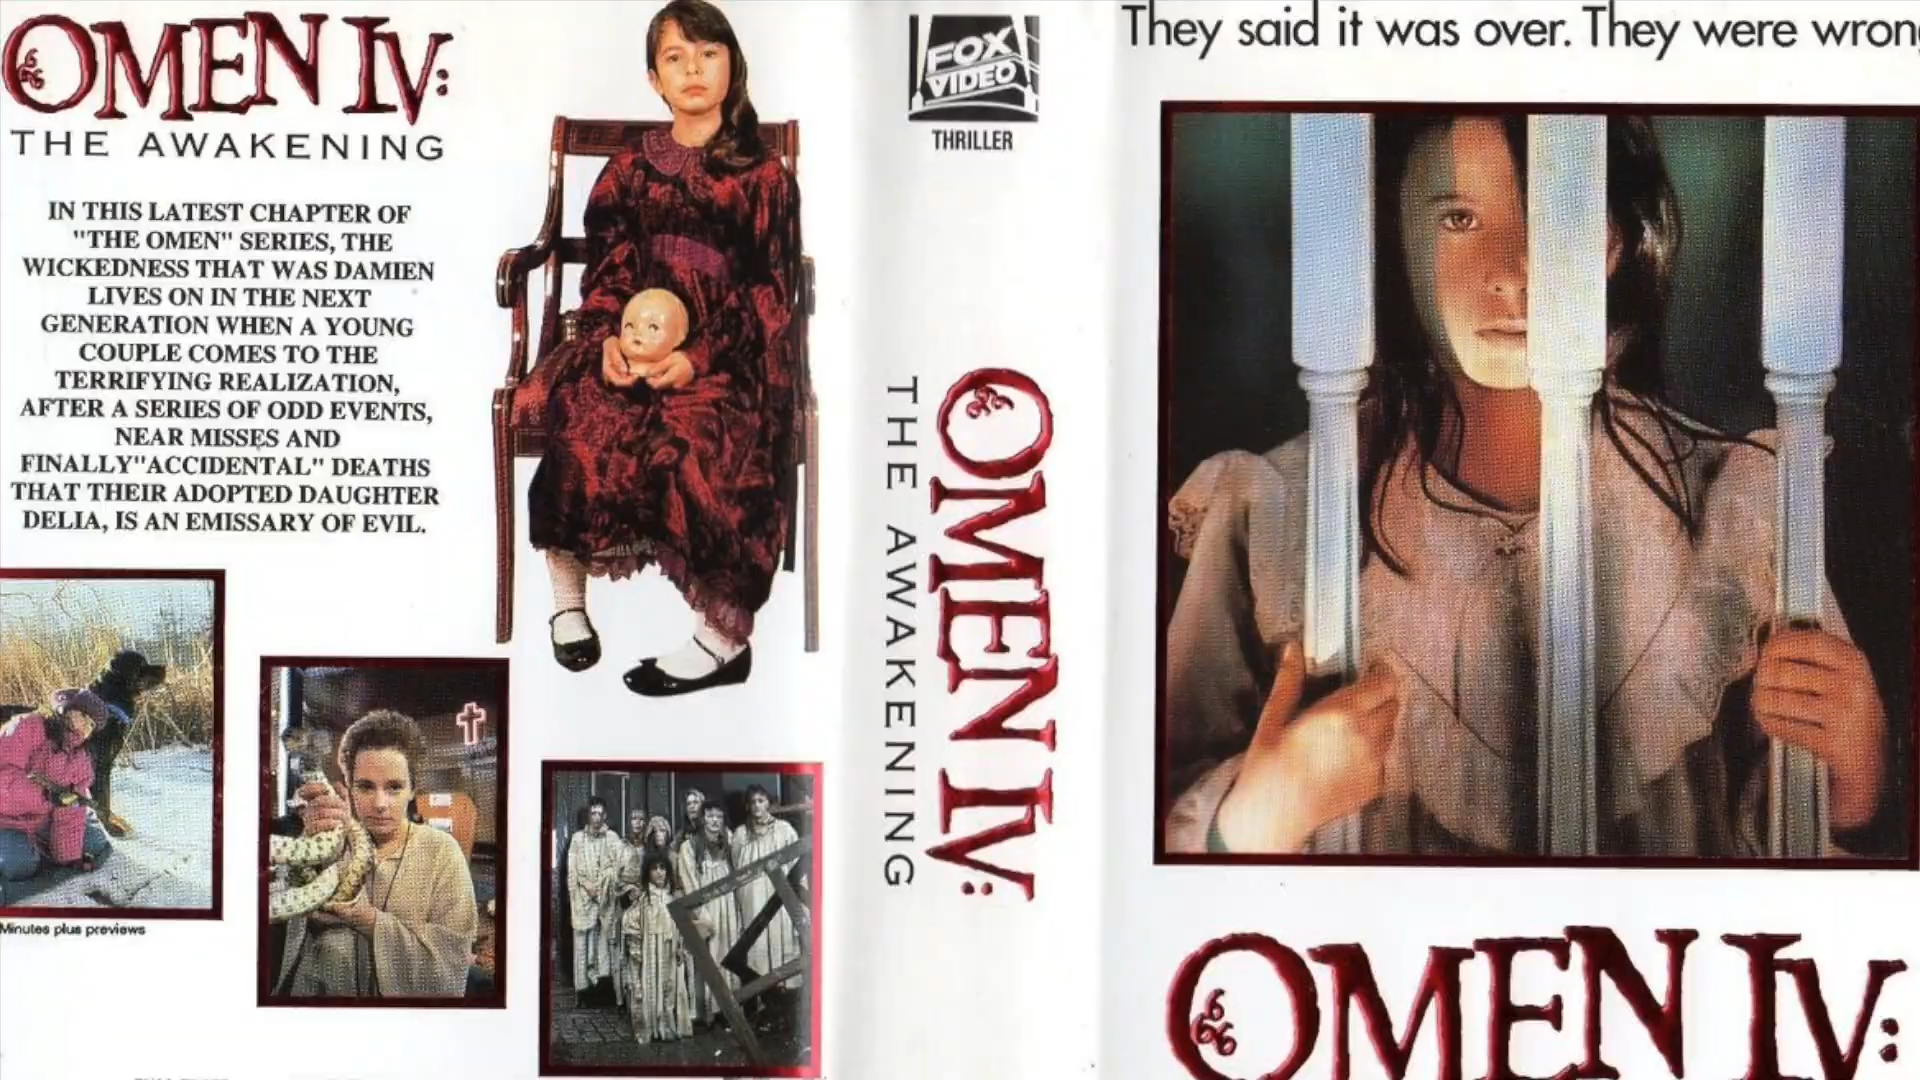 OMEN IV:
THE AWAKENING
IN THIS LATEST CHAPTER OF
"THE OMEN" SERIES, THE
WICKEDNESS THAT WAS DAMIEN
LIVES ON IN THE NEXT
GENERATION WHEN A YOUNG
COUPLE COMES TO THE
TERRIFYING REALIZATION,
AFTER A SERIES OF ODD EVENTS,
NEAR MISSES AND
FINALLY"ACCIDENTAL" DEATHS
THAT THEIR ADOPTED DAUGHTER
DELIA, IS AN EMISSARY OF EVIL.
Minutes plus previews
FOX
VIDEO
THRILLER
666
OMEN IV:
THE AWAKENING
They said it was over. They were wron
666
OMEN IV: